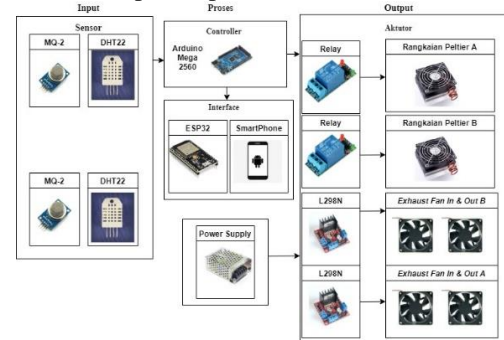 Input
Proses
Output
Sensor
MQ-2
DHT22
MQ-2
DHT22
Controller
Arduino
Mega
2560
Interface
ESP32
SmartPhone
Power Supply
Aktutor
Relay
Rangkaian Peltier A
Relay
Rangkaian Peltier B
L298N
Exhaust Fan In & Out B
L298N
Exhaust Fan In & Out A